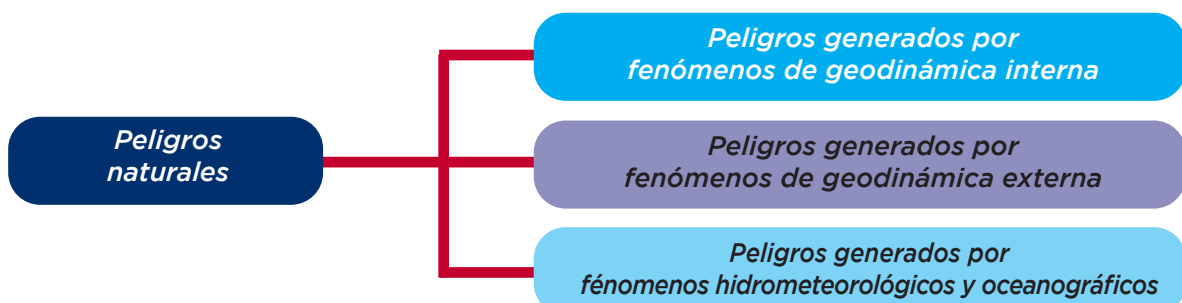 Peligros
naturales
Peligros generados por
fenómenos de geodinámica interna
Peligros generados por
fenómenos de geodinámica externa
Peligros generados por
fénomenos hidrometeorológicos y oceanográficos